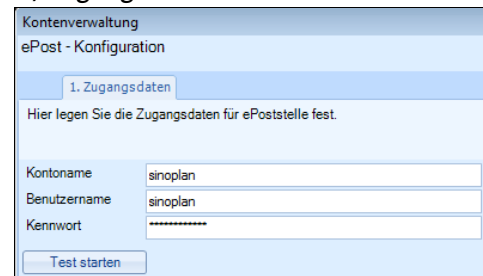 Kontenverwaltung
ePost - Konfiguration
1. Zugangsdaten
Hier legen Sie die Zugangsdaten für ePoststelle fest.
Kontoname sinoplan
Benutzername sinoplan
Kennwort ************
Test starten